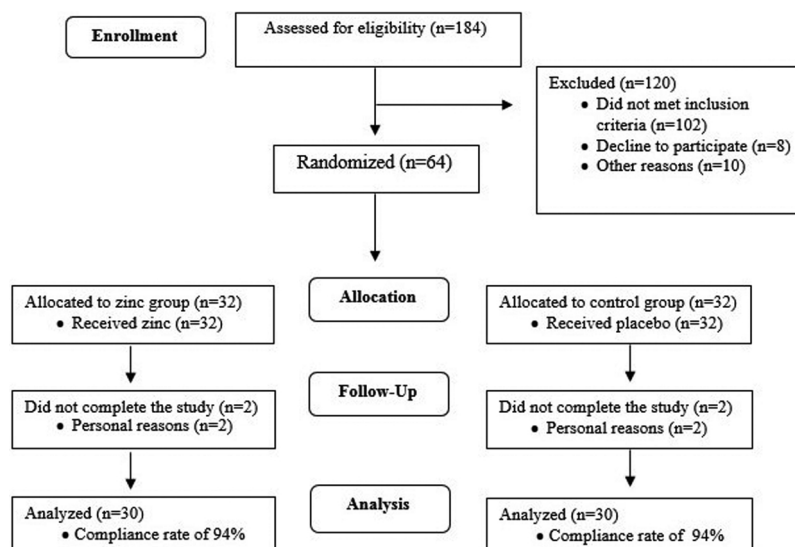 Enrollment
Assessed for eligibility (n=184)
Excluded (n=120)
• Did not met inclusion
criteria (n=102)
• Decline to participate (n=8)
• Other reasons (n=10)
Randomized (n=64)
Allocation
Allocated to zinc group (n=32)
• Received zinc (n=32)
Allocated to control group (n=32)
• Received placebo (n=32)
Follow-Up
Did not complete the study (n=2)
• Personal reasons (n=2)
Did not complete the study (n=2)
• Personal reasons (n=2)
Analysis
Analyzed (n=30)
• Compliance rate of 94%
Analyzed (n=30)
• Compliance rate of 94%